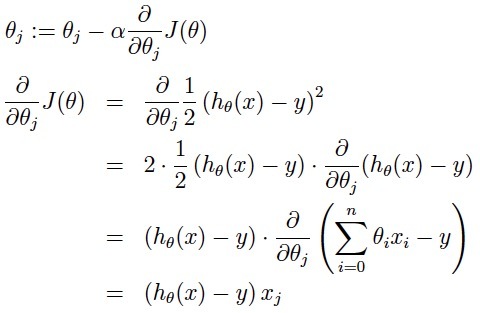 θ_j := θ_j − α ∂/∂θ_j J(θ)
∂/∂θ_j J(θ) = ∂/∂θ_j 1/2 (h_θ(x) − y)²
= 2 · 1/2 (h_θ(x) − y) · ∂/∂θ_j (h_θ(x) − y)
= (h_θ(x) − y) · ∂/∂θ_j (∑_{i=0}^{n} θ_i x_i − y)
= (h_θ(x) − y) x_j